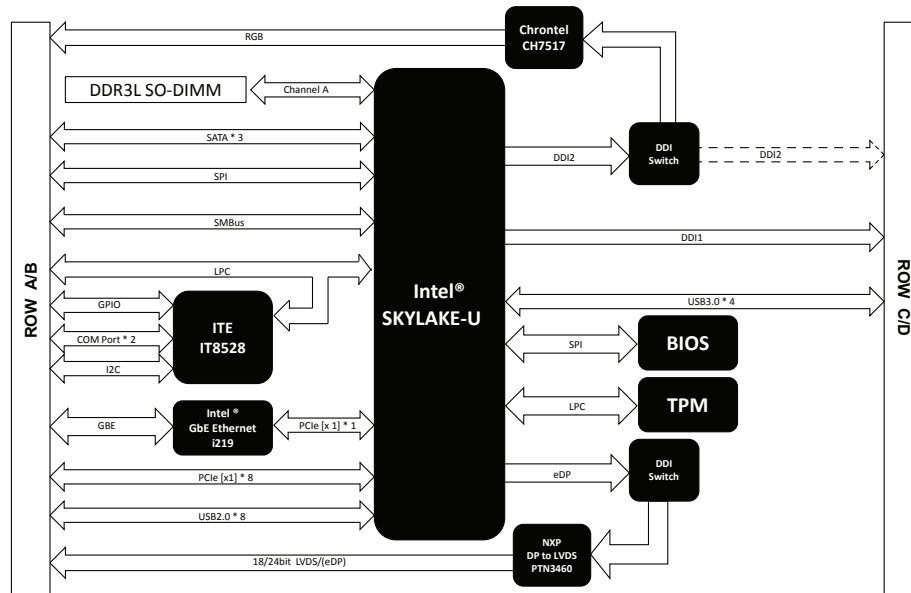 RGB
Chrontel
CH7517
DDR3L SO-DIMM
Channel A
SATA * 3
DDI2
DDI
Switch
DDI2
SPI
SMBus
DDI1
LPC
ROW A/B
ROW C/D
Intel®
SKYLAKE-U
GPIO
ITE
IT8528
USB3.0 * 4
COM Port * 2
SPI
BIOS
I2C
LPC
TPM
GBE
Intel ®
GbE Ethernet
i219
PCIe [x 1] * 1
PCIe [x1] * 8
eDP
DDI
Switch
USB2.0 * 8
18/24bit LVDS/(eDP)
NXP
DP to LVDS
PTN3460